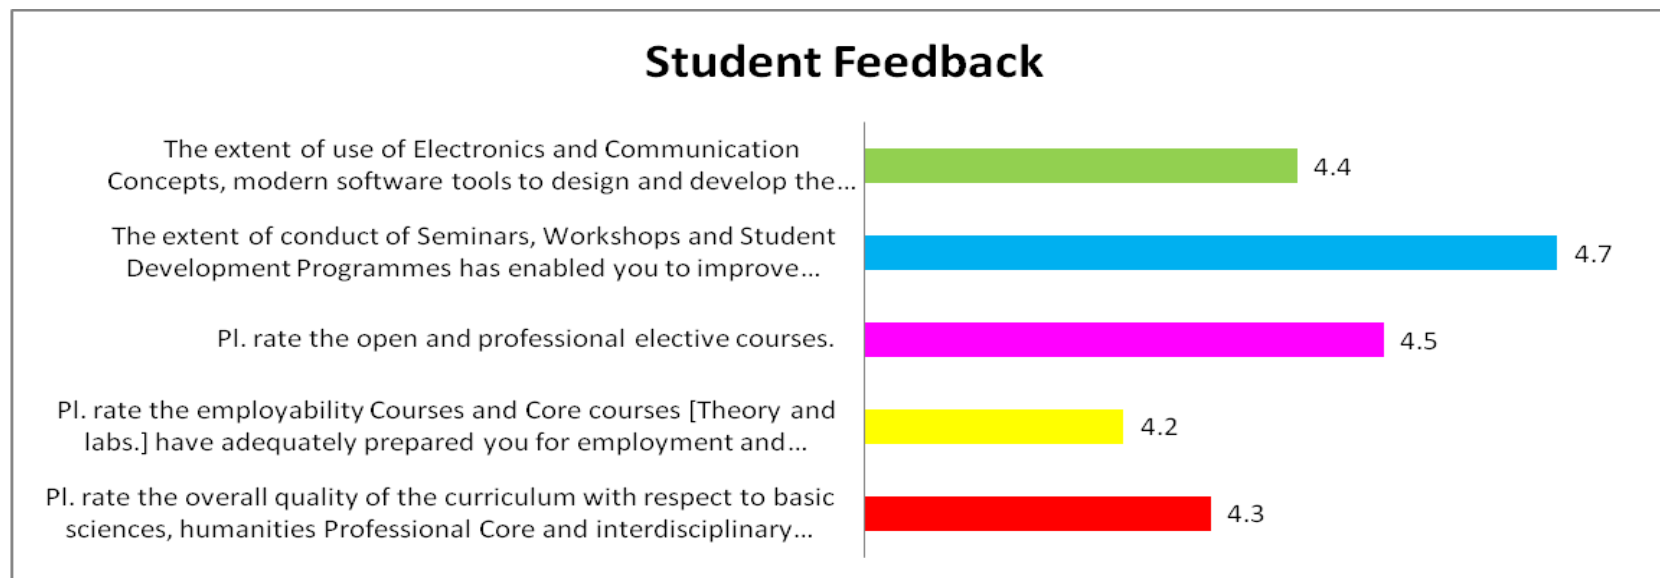 Student Feedback
The extent of use of Electronics and Communication
Concepts, modern software tools to design and develop the...
4.4
The extent of conduct of Seminars, Workshops and Student
Development Programmes has enabled you to improve...
4.7
Pl. rate the open and professional elective courses.
4.5
Pl. rate the employability Courses and Core courses [Theory and
labs.] have adequately prepared you for employment and...
4.2
Pl. rate the overall quality of the curriculum with respect to basic
sciences, humanities Professional Core and interdisciplinary...
4.3